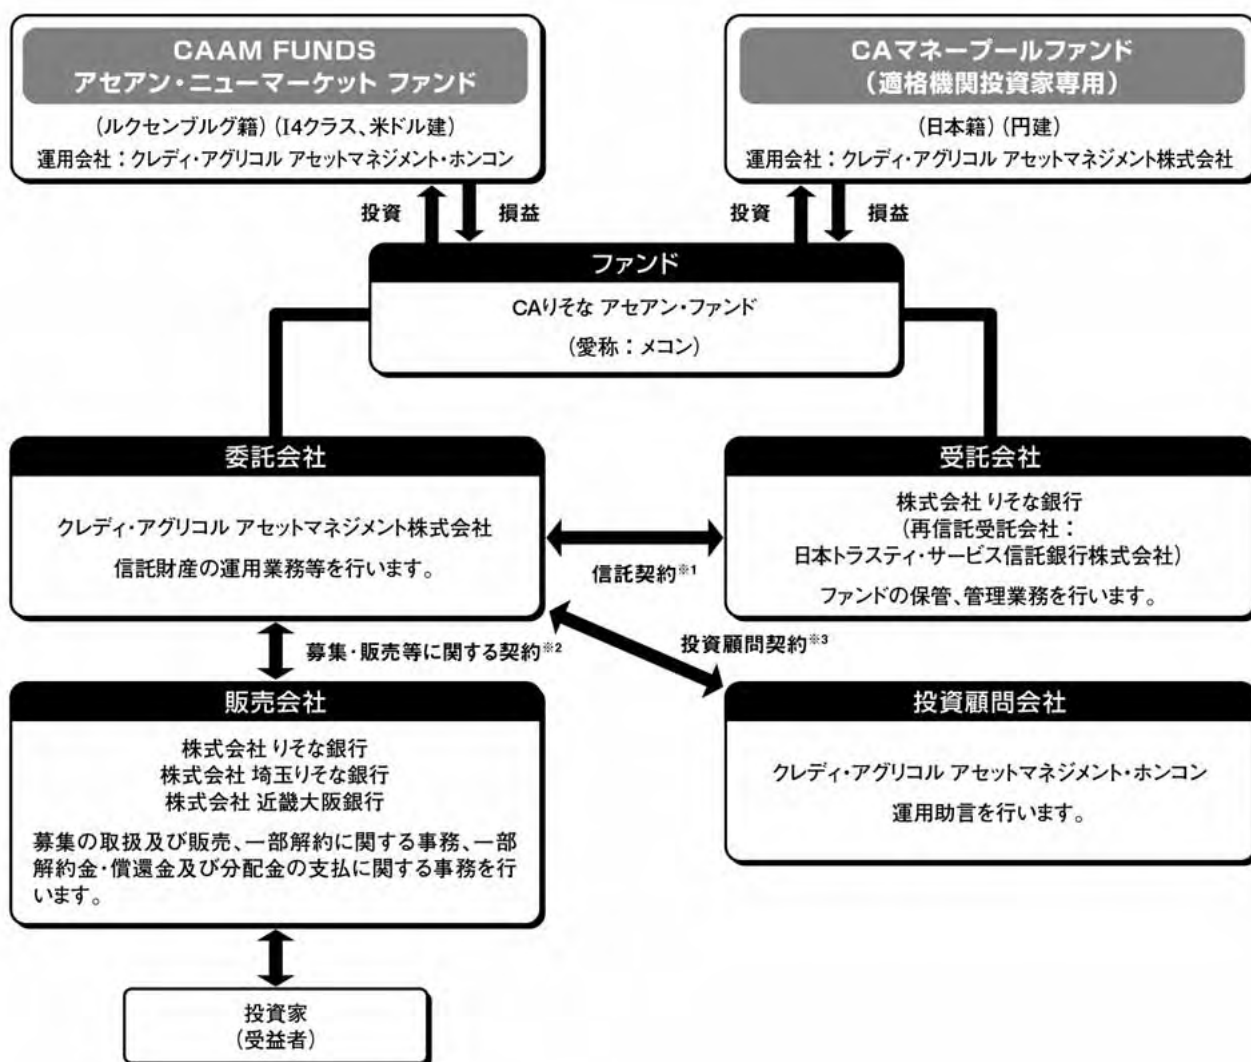 CAAM FUNDS
アセアン・ニューマーケット ファンド
(ルクセンブルグ籍) (I4クラス、米ドル建)
運用会社：クレディ・アグリコル アセットマネジメント・ホンコン
CAマネープールファンド
(適格機関投資家専用)
(日本籍) (円建)
運用会社：クレディ・アグリコル アセットマネジメント株式会社
投資
損益
投資
損益
ファンド
CAりそな アセアン・ファンド
(愛称：メコン)
委託会社
クレディ・アグリコル アセットマネジメント株式会社
信託財産の運用業務等を行います。
信託契約※1
受託会社
株式会社 りそな銀行
(再信託受託会社：
日本トラスティ・サービス信託銀行株式会社)
ファンドの保管、管理業務を行います。
募集・販売等に関する契約※2
投資顧問契約※3
販売会社
株式会社 りそな銀行
株式会社 埼玉りそな銀行
株式会社 近畿大阪銀行
募集の取扱及び販売、一部解約に関する事務、一部
解約金・償還金及び分配金の支払に関する事務を行
います。
投資顧問会社
クレディ・アグリコル アセットマネジメント・ホンコン
運用助言を行います。
投資家
(受益者)